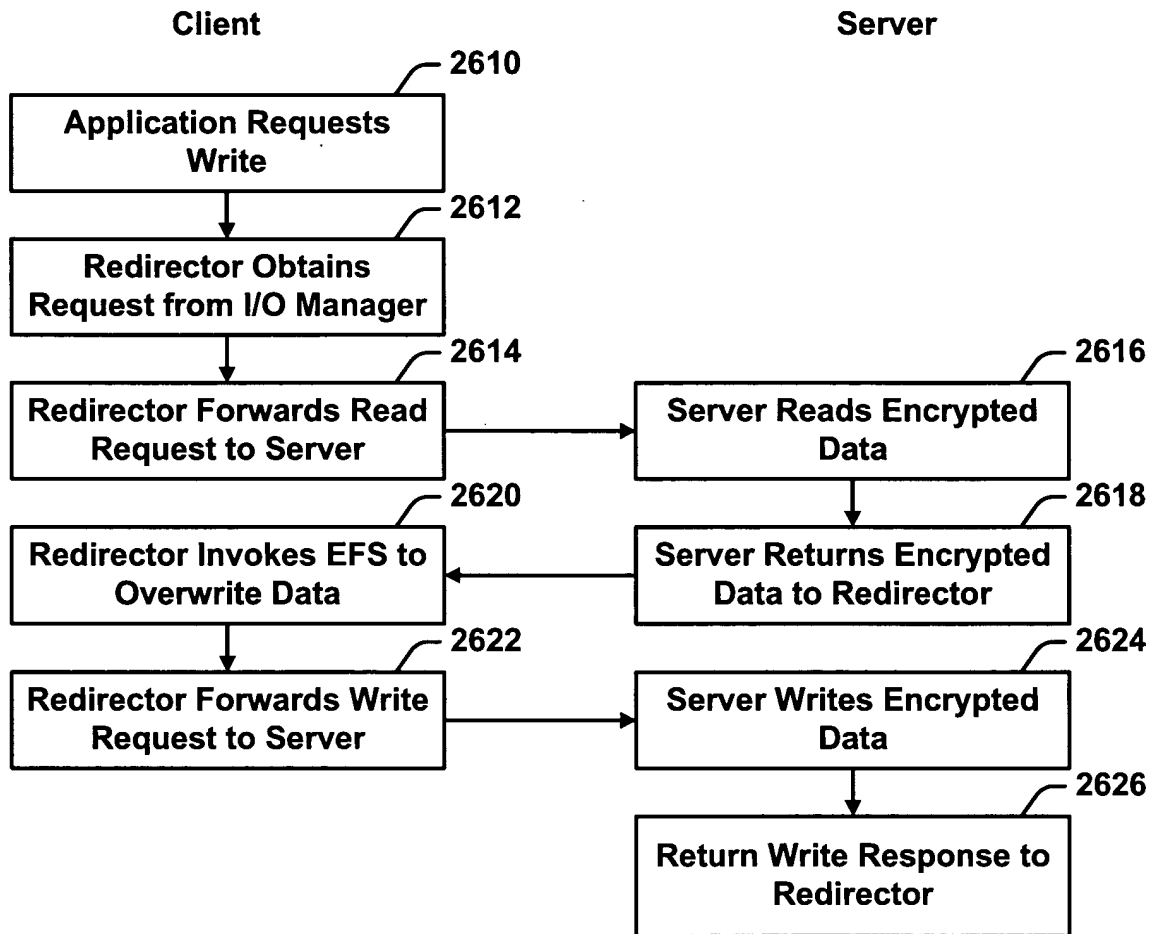 Client
Server
2610
Application Requests
Write
2612
Redirector Obtains
Request from I/O Manager
2614
Redirector Forwards Read
Request to Server
2616
Server Reads Encrypted
Data
2618
Server Returns Encrypted
Data to Redirector
2620
Redirector Invokes EFS to
Overwrite Data
2622
Redirector Forwards Write
Request to Server
2624
Server Writes Encrypted
Data
2626
Return Write Response to
Redirector